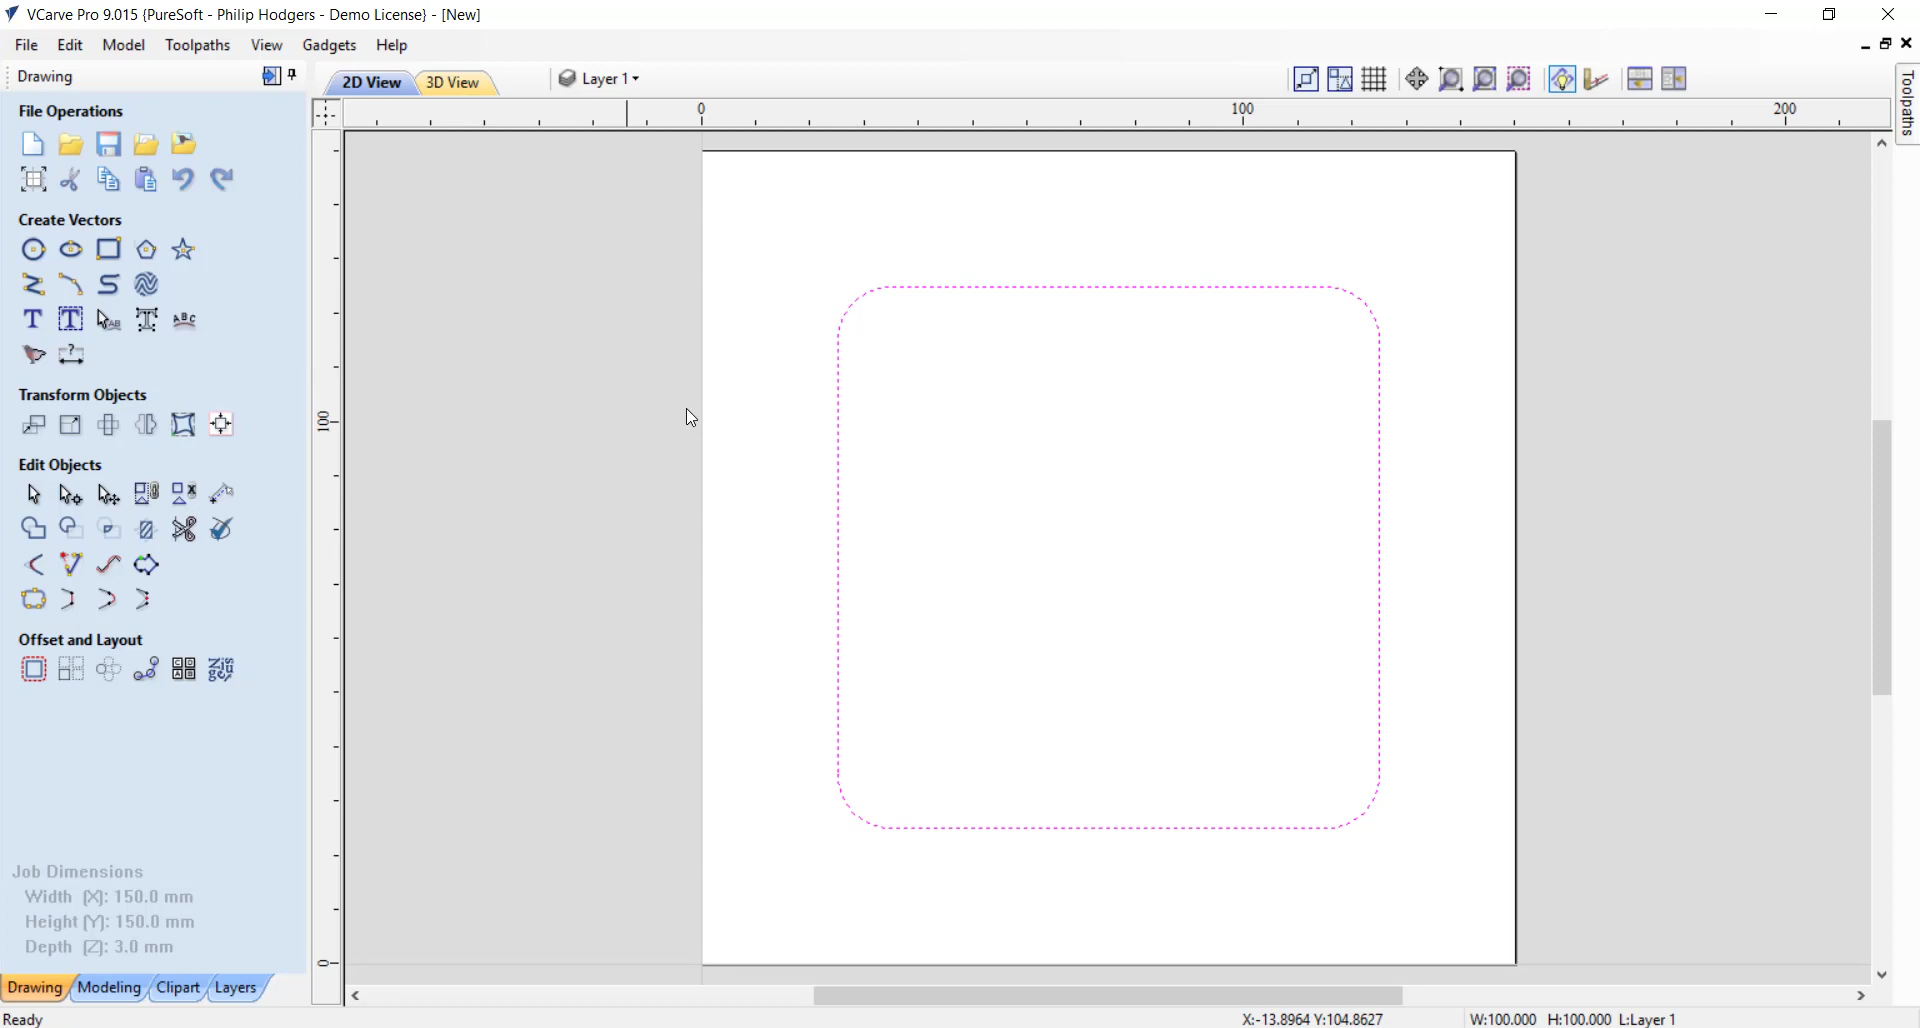 VCarve Pro 9.015 {PureSoft - Philip Hodgers - Demo License} - [New]
File Edit Model Toolpaths View Gadgets Help
Drawing
2D View 3D View Layer 1
Toolpaths
File Operations
0 100 200
Create Vectors
Transform Objects
100
Edit Objects
Offset and Layout
Job Dimensions
Width (X): 150.0 mm
Height (Y): 150.0 mm
Depth (Z): 3.0 mm
0
Drawing Modeling Clipart Layers
Ready
X:-13.8964 Y:104.8627 W:100.000 H:100.000 L:Layer 1